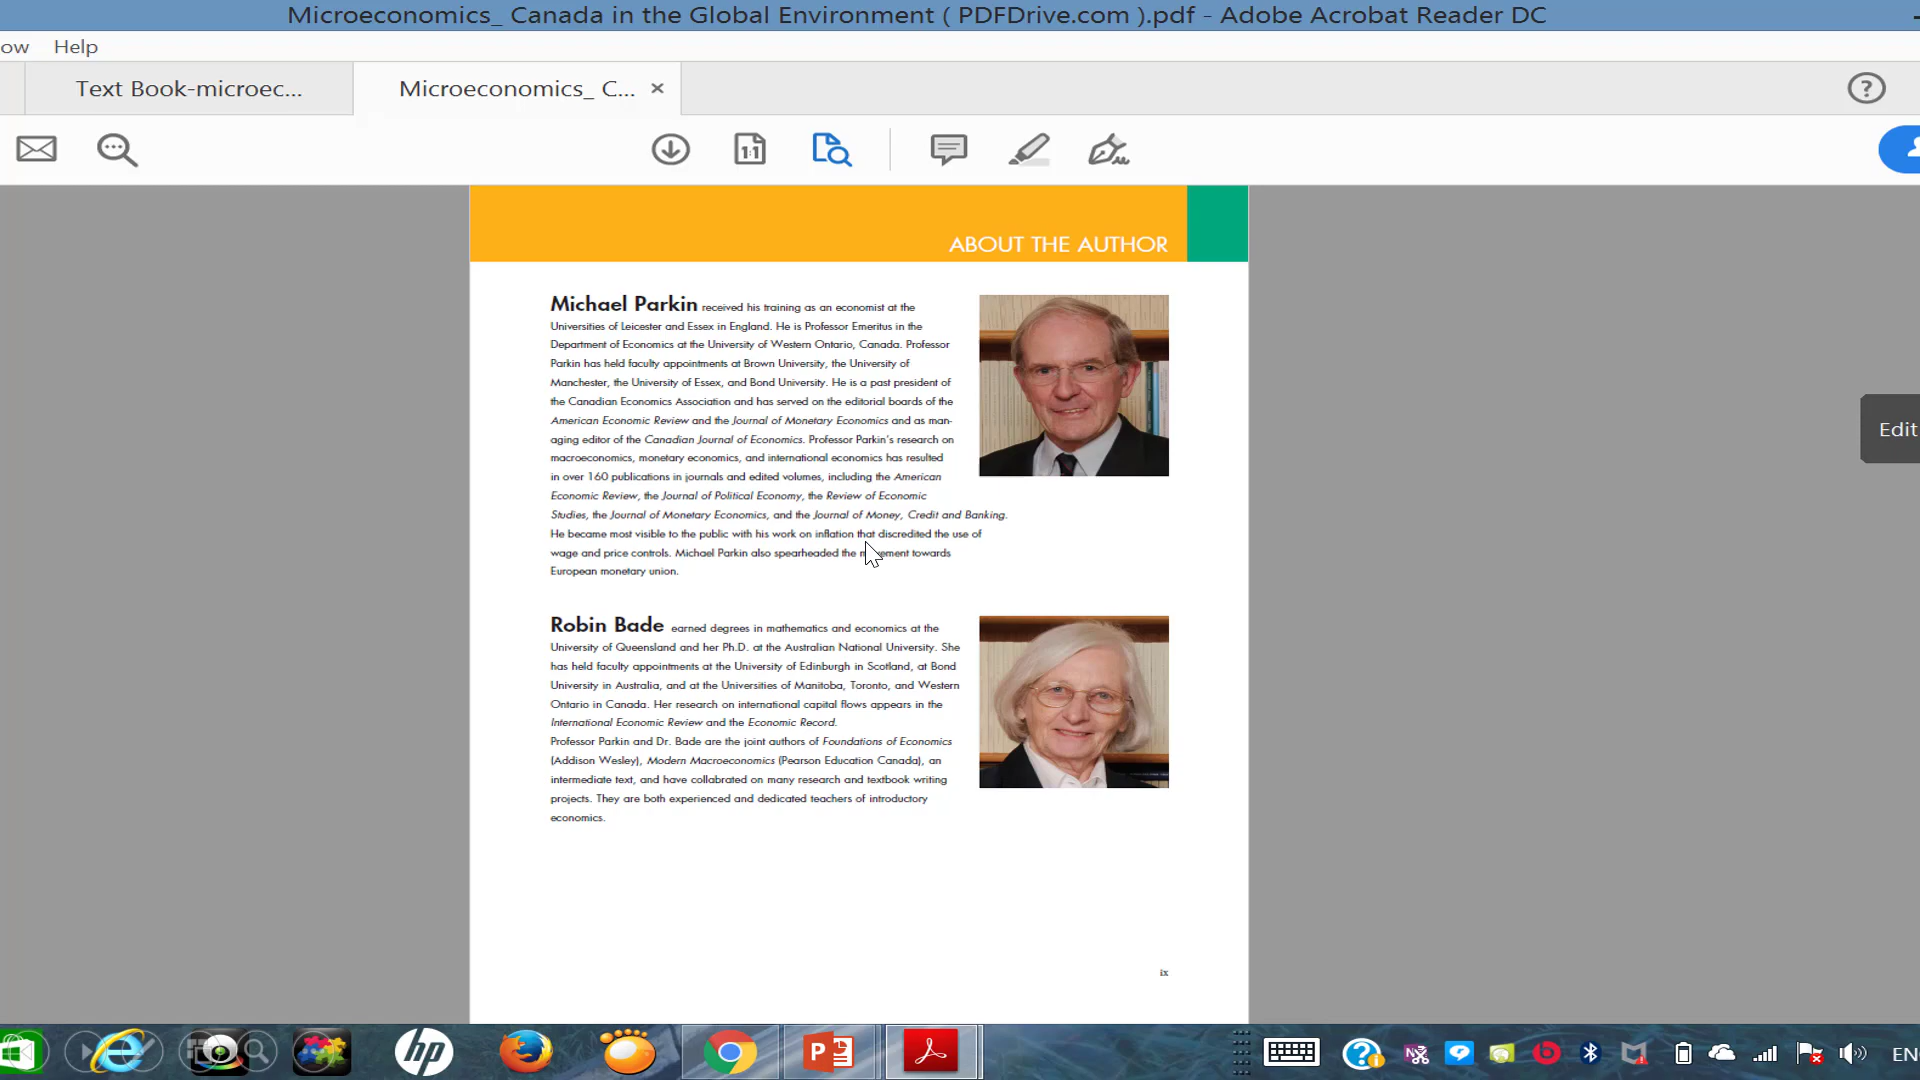 Microeconomics_ Canada in the Global Environment ( PDFDrive.com ).pdf - Adobe Acrobat Reader DC
ow Help
Text Book-microec...
Microeconomics_ C... ×
?
1:1
ABOUT THE AUTHOR
Michael Parkin received his training as an economist at the
Universities of Leicester and Essex in England. He is Professor Emeritus in the
Department of Economics at the University of Western Ontario, Canada. Professor
Parkin has held faculty appointments at Brown University, the University of
Manchester, the University of Essex, and Bond University. He is a past president of
the Canadian Economics Association and has served on the editorial boards of the
American Economic Review and the Journal of Monetary Economics and as man-
aging editor of the Canadian Journal of Economics. Professor Parkin's research on
macroeconomics, monetary economics, and international economics has resulted
in over 160 publications in journals and edited volumes, including the American
Economic Review, the Journal of Political Economy, the Review of Economic
Studies, the Journal of Monetary Economics, and the Journal of Money, Credit and Banking.
He became most visible to the public with his work on inflation that discredited the use of
wage and price controls. Michael Parkin also spearheaded the movement towards
European monetary union.
Edit
Robin Bade earned degrees in mathematics and economics at the
University of Queensland and her Ph.D. at the Australian National University. She
has held faculty appointments at the University of Edinburgh in Scotland, at Bond
University in Australia, and at the Universities of Manitoba, Toronto, and Western
Ontario in Canada. Her research on international capital flows appears in the
International Economic Review and the Economic Record.
Professor Parkin and Dr. Bade are the joint authors of Foundations of Economics
(Addison Wesley), Modern Macroeconomics (Pearson Education Canada), an
intermediate text, and have collabrated on many research and textbook writing
projects. They are both experienced and dedicated teachers of introductory
economics.
ix
hp
P
EN